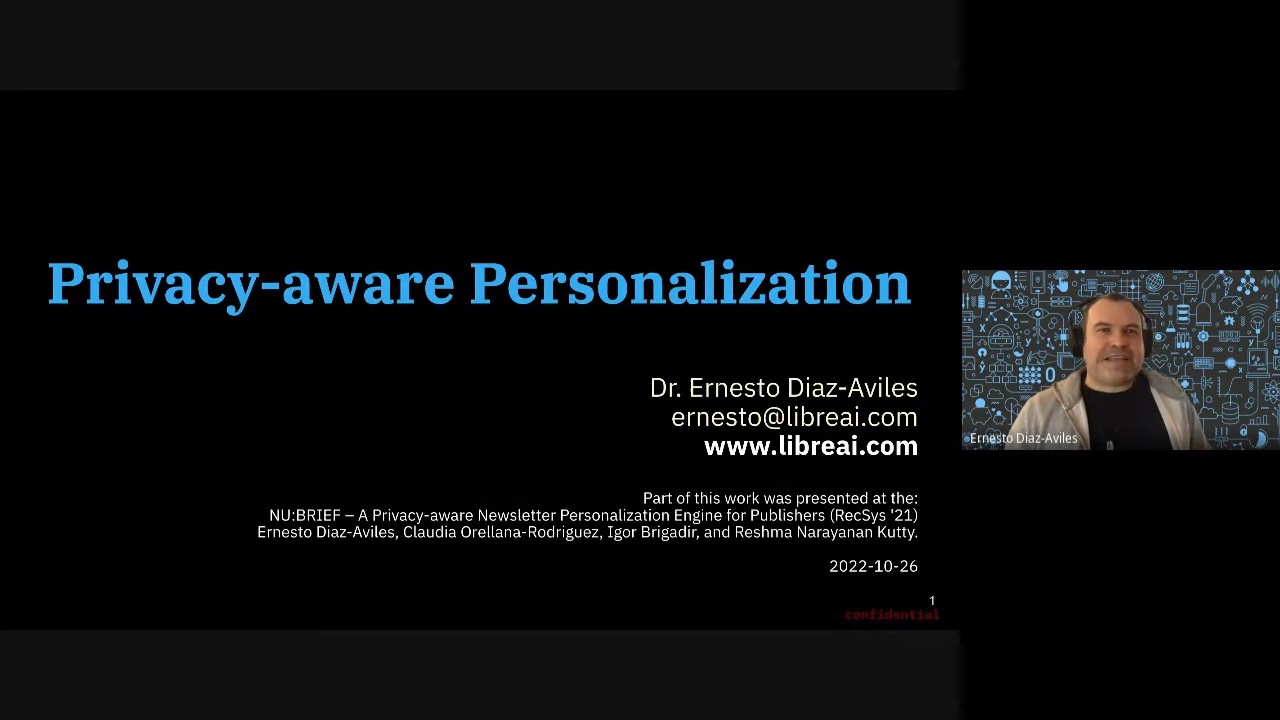 Privacy-aware Personalization
Dr. Ernesto Diaz-Aviles
ernesto@libreai.com
www.libreai.com
Part of this work was presented at the:
NU:BRIEF – A Privacy-aware Newsletter Personalization Engine for Publishers (RecSys '21)
Ernesto Diaz-Aviles, Claudia Orellana-Rodriguez, Igor Brigadir, and Reshma Narayanan Kutty.
2022-10-26
1
confidential
Ernesto Diaz-Aviles